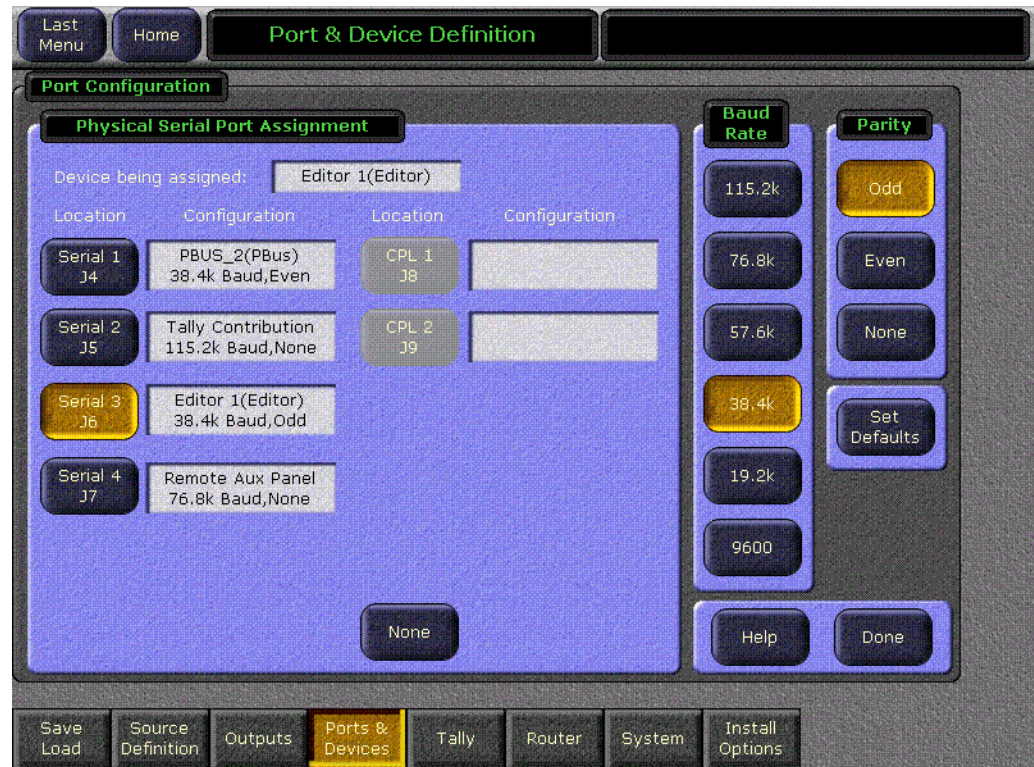 Last Menu
Home
Port & Device Definition
Port Configuration
Physical Serial Port Assignment
Device being assigned:
Editor 1(Editor)
Location
Configuration
Location
Configuration
Serial 1
J4
PBUS_2(PBus)
38.4k Baud,Even
CPL 1
J8
Serial 2
J5
Tally Contribution
115.2k Baud,None
CPL 2
J9
Serial 3
J6
Editor 1(Editor)
38.4k Baud,Odd
Serial 4
J7
Remote Aux Panel
76.8k Baud,None
None
Baud
Rate
115.2k
76.8k
57.6k
38.4k
19.2k
9600
Parity
Odd
Even
None
Set
Defaults
Help
Done
Save
Load
Source
Definition
Outputs
Ports &
Devices
Tally
Router
System
Install
Options